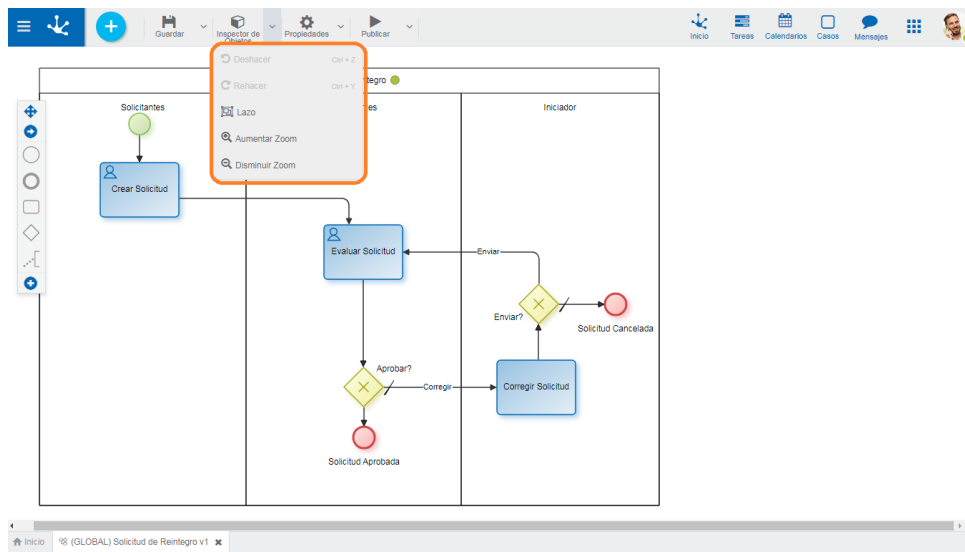 Guardar
Inspector de
Objetos
Propiedades
Publicar
Inicio
Tareas
Calendarios
Casos
Mensajes
Deshacer
Ctrl + Z
Rehacer
Ctrl + Y
Lazo
Aumentar Zoom
Disminuir Zoom
Solicitantes
Iniciador
Crear Solicitud
Evaluar Solicitud
Enviar
Enviar?
Solicitud Cancelada
Aprobar?
Corregir
Corregir Solicitud
Solicitud Aprobada
Inicio
(GLOBAL) Solicitud de Reintegro v1